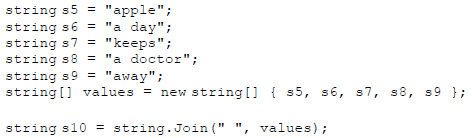 string s5 = "apple";
string s6 = "a day";
string s7 = "keeps";
string s8 = "a doctor";
string s9 = "away";
string[] values = new string[] { s5, s6, s7, s8, s9 };
string s10 = string.Join(" ", values);